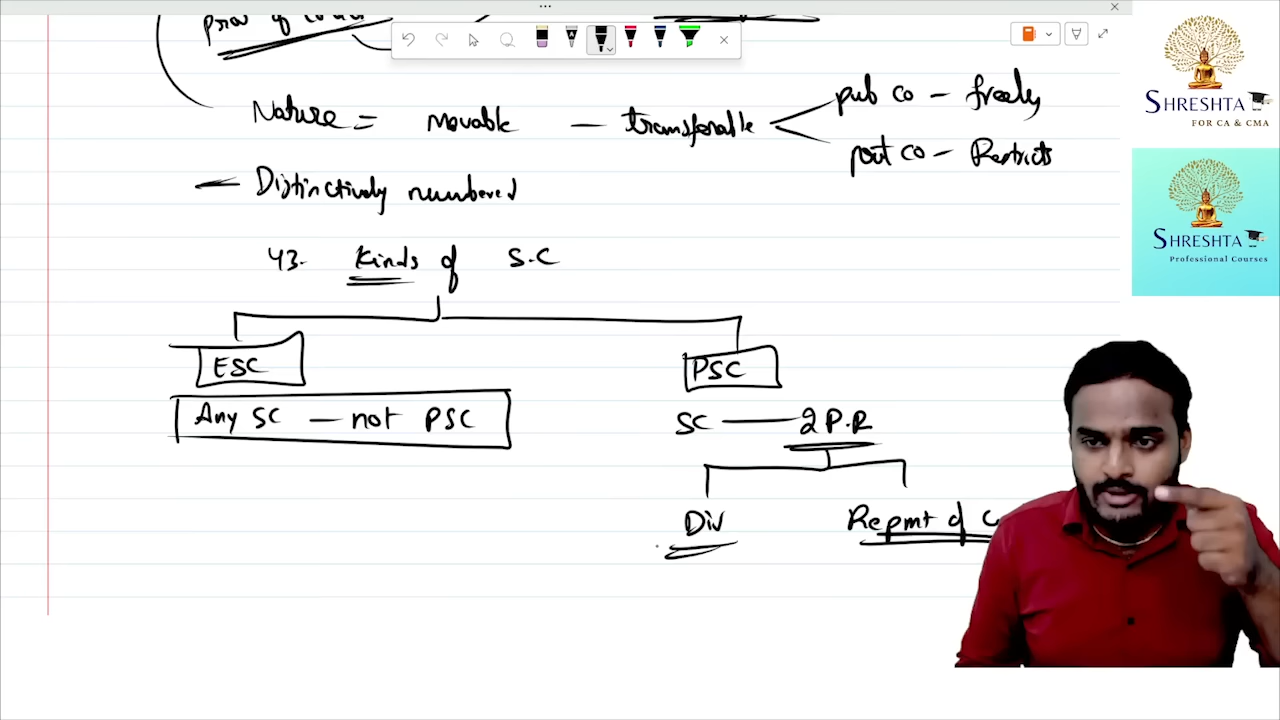 Nature = movable — transferable
pub co — freely
pvt co — Restricts
— Distinctively numbered
43. Kinds of S.C
ESC
PSC
Any SC — not PSC
SC — 2 P.R
Div
Repmt of C
SHRESHTA
FOR CA & CMA
SHRESHTA
Professional Courses